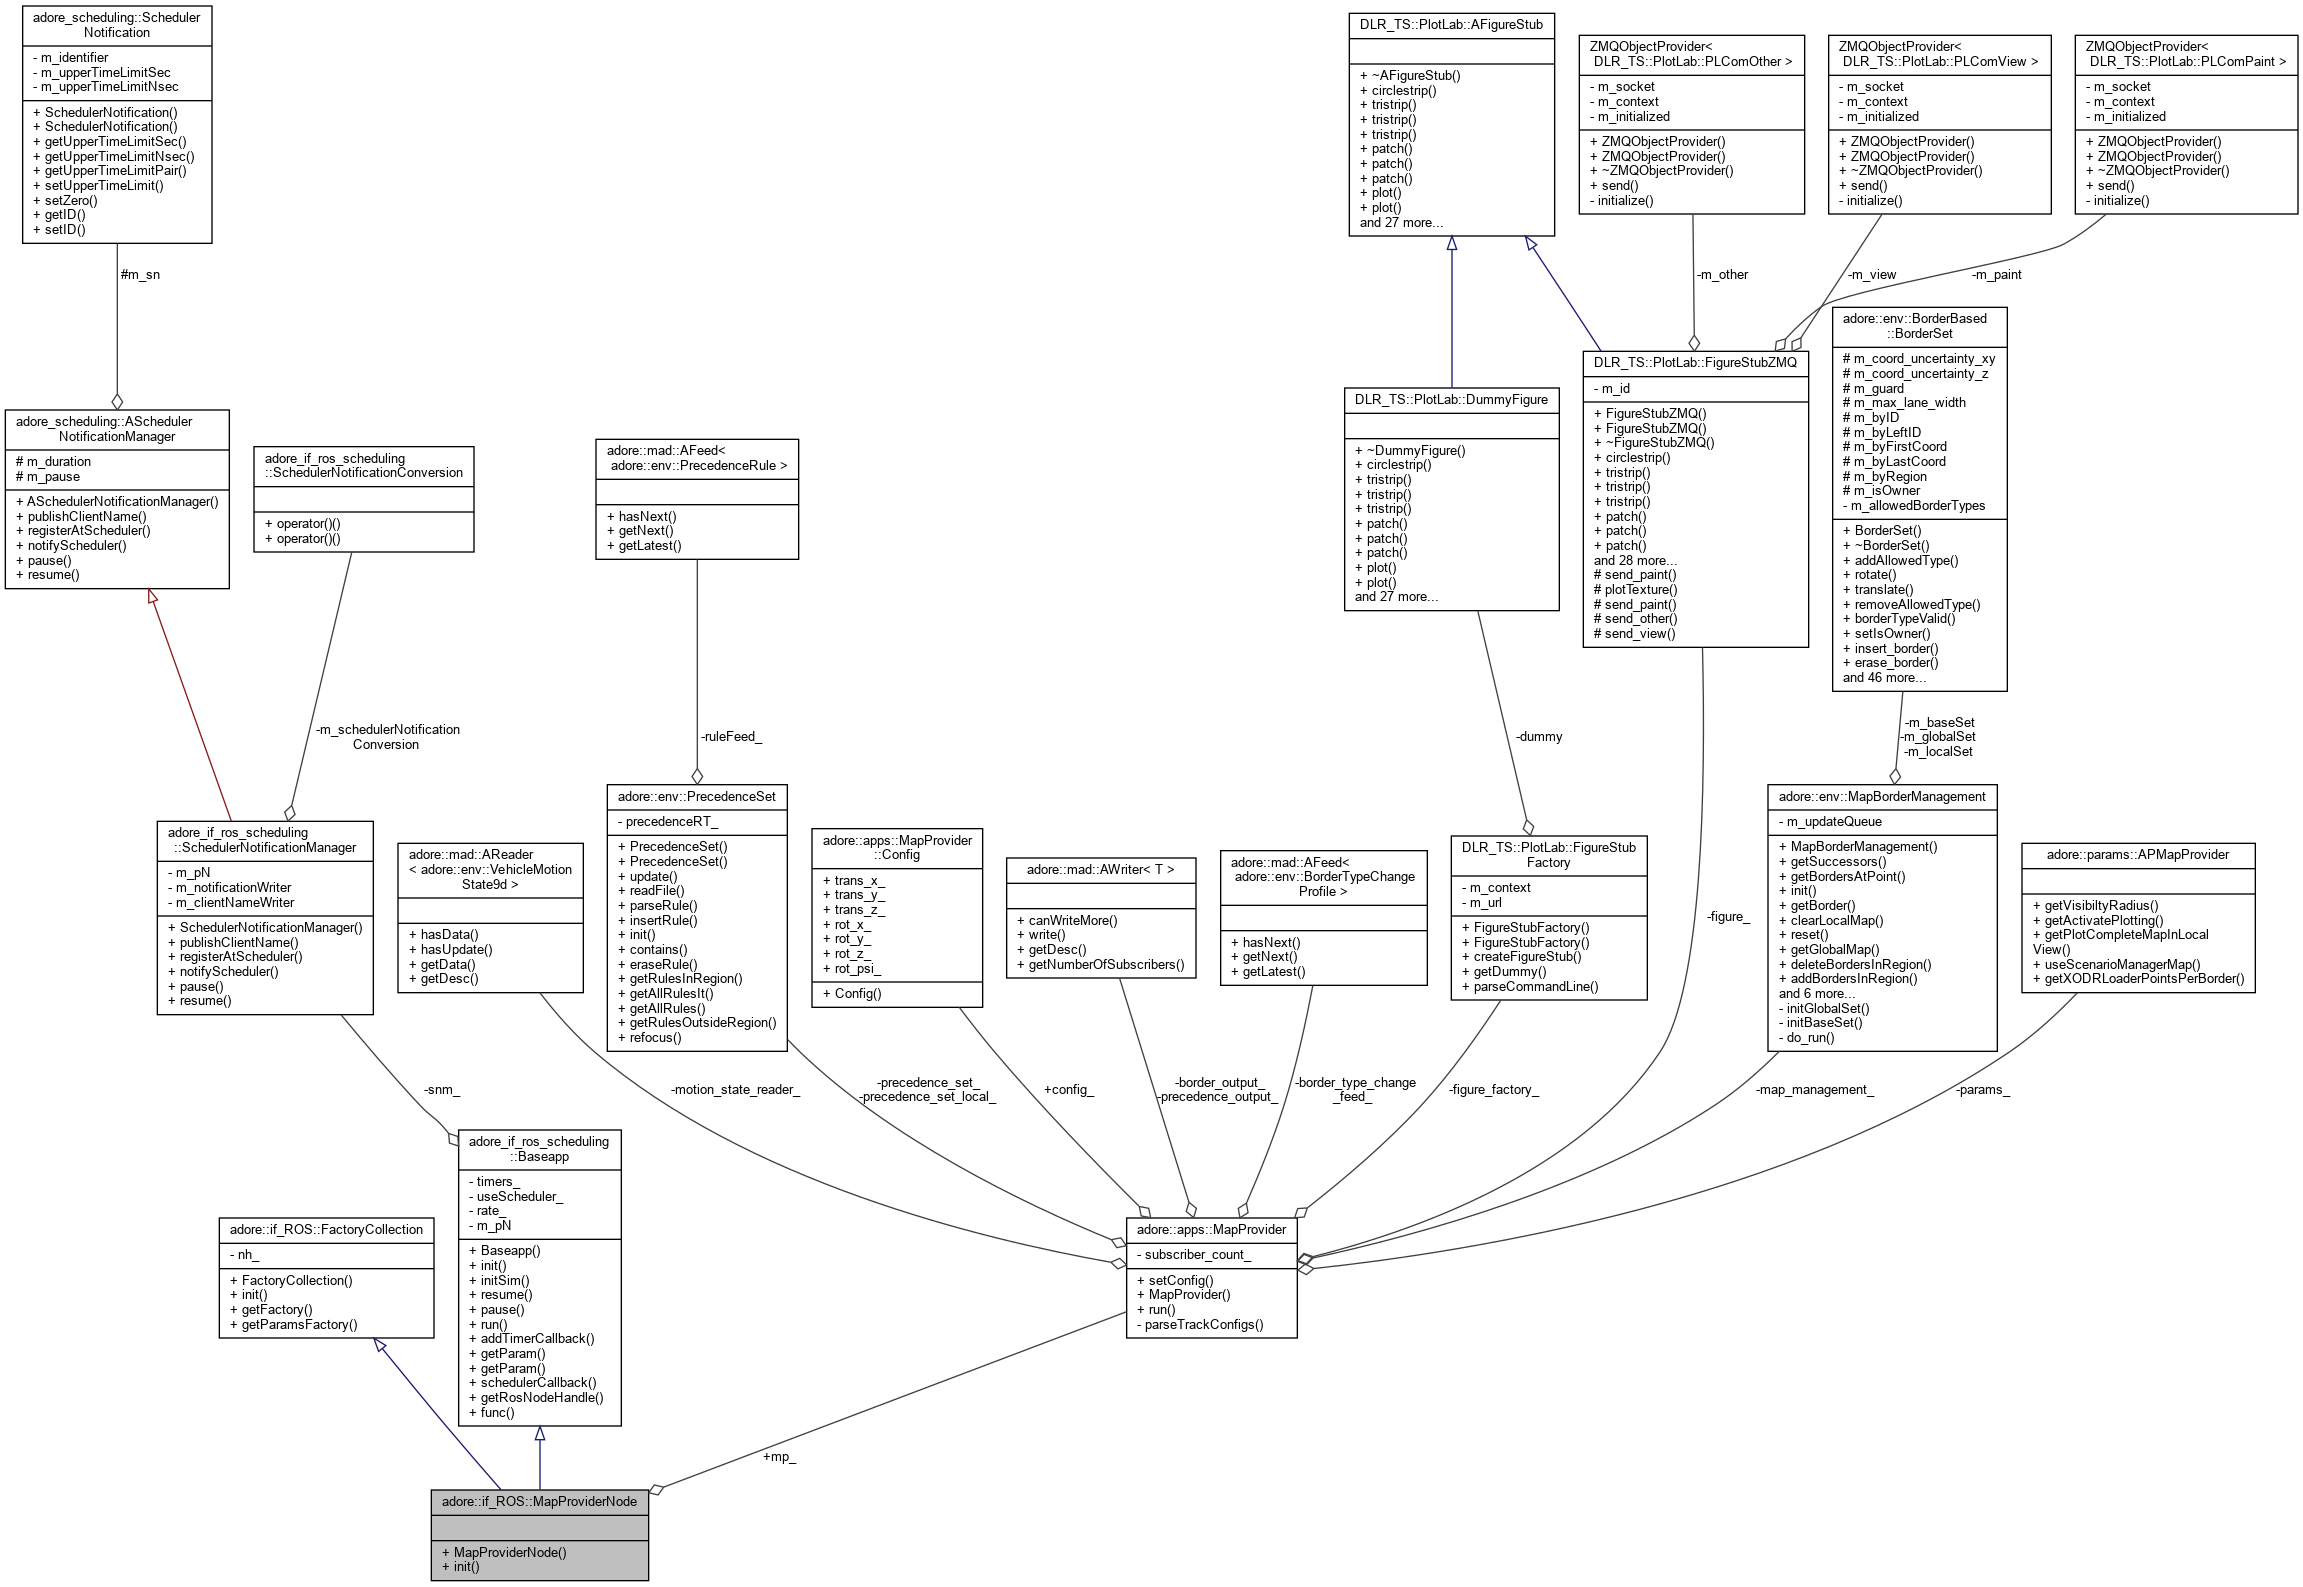 adore_scheduling::Scheduler
Notification
- m_identifier
- m_upperTimeLimitSec
- m_upperTimeLimitNsec
+ SchedulerNotification()
+ SchedulerNotification()
+ getUpperTimeLimitSec()
+ getUpperTimeLimitNsec()
+ getUpperTimeLimitPair()
+ setUpperTimeLimit()
+ setZero()
+ getID()
+ setID()
DLR_TS::PlotLab::AFigureStub
+ ~AFigureStub()
+ circlestrip()
+ tristrip()
+ tristrip()
+ tristrip()
+ patch()
+ patch()
+ patch()
+ plot()
+ plot()
and 27 more...
ZMQObjectProvider<
DLR_TS::PlotLab::PLComOther >
- m_socket
- m_context
- m_initialized
+ ZMQObjectProvider()
+ ZMQObjectProvider()
+ ~ZMQObjectProvider()
+ send()
- initialize()
ZMQObjectProvider<
DLR_TS::PlotLab::PLComView >
- m_socket
- m_context
- m_initialized
+ ZMQObjectProvider()
+ ZMQObjectProvider()
+ ~ZMQObjectProvider()
+ send()
- initialize()
ZMQObjectProvider<
DLR_TS::PlotLab::PLComPaint >
- m_socket
- m_context
- m_initialized
+ ZMQObjectProvider()
+ ZMQObjectProvider()
+ ~ZMQObjectProvider()
+ send()
- initialize()
#m_sn
-m_other
-m_view
-m_paint
adore_scheduling::AScheduler
NotificationManager
# m_duration
# m_pause
+ ASchedulerNotificationManager()
+ publishClientName()
+ registerAtScheduler()
+ notifyScheduler()
+ pause()
+ resume()
adore_if_ros_scheduling
::SchedulerNotificationConversion
+ operator()()
+ operator()()
adore::mad::AFeed<
adore::env::PrecedenceRule >
+ hasNext()
+ getNext()
+ getLatest()
DLR_TS::PlotLab::DummyFigure
+ ~DummyFigure()
+ circlestrip()
+ tristrip()
+ tristrip()
+ tristrip()
+ patch()
+ patch()
+ patch()
+ plot()
+ plot()
and 27 more...
DLR_TS::PlotLab::FigureStubZMQ
- m_id
+ FigureStubZMQ()
+ FigureStubZMQ()
+ ~FigureStubZMQ()
+ circlestrip()
+ tristrip()
+ tristrip()
+ tristrip()
+ patch()
+ patch()
+ patch()
and 28 more...
# send_paint()
# plotTexture()
# send_paint()
# send_other()
# send_view()
adore::env::BorderBased
::BorderSet
# m_coord_uncertainty_xy
# m_coord_uncertainty_z
# m_guard
# m_max_lane_width
# m_byID
# m_byLeftID
# m_byFirstCoord
# m_byLastCoord
# m_byRegion
# m_isOwner
- m_allowedBorderTypes
+ BorderSet()
+ ~BorderSet()
+ addAllowedType()
+ rotate()
+ translate()
+ removeAllowedType()
+ borderTypeValid()
+ setIsOwner()
+ insert_border()
+ erase_border()
and 46 more...
-m_schedulerNotification
Conversion
-ruleFeed_
-dummy
-m_baseSet
-m_globalSet
-m_localSet
adore_if_ros_scheduling
::SchedulerNotificationManager
- m_pN
- m_notificationWriter
- m_clientNameWriter
+ SchedulerNotificationManager()
+ publishClientName()
+ registerAtScheduler()
+ notifyScheduler()
+ pause()
+ resume()
adore::mad::AReader
< adore::env::VehicleMotion
State9d >
+ hasData()
+ hasUpdate()
+ getData()
+ getDesc()
adore::env::PrecedenceSet
- precedenceRT_
+ PrecedenceSet()
+ PrecedenceSet()
+ update()
+ readFile()
+ parseRule()
+ insertRule()
+ init()
+ contains()
+ eraseRule()
+ getRulesInRegion()
+ getAllRulesIt()
+ getAllRules()
+ getRulesOutsideRegion()
+ refocus()
adore::apps::MapProvider
::Config
+ trans_x_
+ trans_y_
+ trans_z_
+ rot_x_
+ rot_y_
+ rot_z_
+ rot_psi_
+ Config()
adore::mad::AWriter< T >
+ canWriteMore()
+ write()
+ getDesc()
+ getNumberOfSubscribers()
adore::mad::AFeed<
adore::env::BorderTypeChange
Profile >
+ hasNext()
+ getNext()
+ getLatest()
DLR_TS::PlotLab::FigureStub
Factory
- m_context
- m_url
+ FigureStubFactory()
+ FigureStubFactory()
+ createFigureStub()
+ getDummy()
+ parseCommandLine()
-figure_
adore::env::MapBorderManagement
- m_updateQueue
+ MapBorderManagement()
+ getSuccessors()
+ getBordersAtPoint()
+ init()
+ getBorder()
+ clearLocalMap()
+ reset()
+ getGlobalMap()
+ deleteBordersInRegion()
+ addBordersInRegion()
and 6 more...
- initGlobalSet()
- initBaseSet()
- do_run()
adore::params::APMapProvider
+ getVisibiltyRadius()
+ getActivatePlotting()
+ getPlotCompleteMapInLocal
View()
+ useScenarioManagerMap()
+ getXODRLoaderPointsPerBorder()
-snm_
-motion_state_reader_
-precedence_set_
-precedence_set_local_
+config_
-border_output_
-precedence_output_
-border_type_change
_feed_
-figure_factory_
-map_management_
-params_
adore::if_ROS::FactoryCollection
- nh_
+ FactoryCollection()
+ init()
+ getFactory()
+ getParamsFactory()
adore_if_ros_scheduling
::Baseapp
- timers_
- useScheduler_
- rate_
- m_pN
+ Baseapp()
+ init()
+ initSim()
+ resume()
+ pause()
+ run()
+ addTimerCallback()
+ getParam()
+ getParam()
+ schedulerCallback()
+ getRosNodeHandle()
+ func()
adore::apps::MapProvider
- subscriber_count_
+ setConfig()
+ MapProvider()
+ run()
- parseTrackConfigs()
+mp_
adore::if_ROS::MapProviderNode
+ MapProviderNode()
+ init()